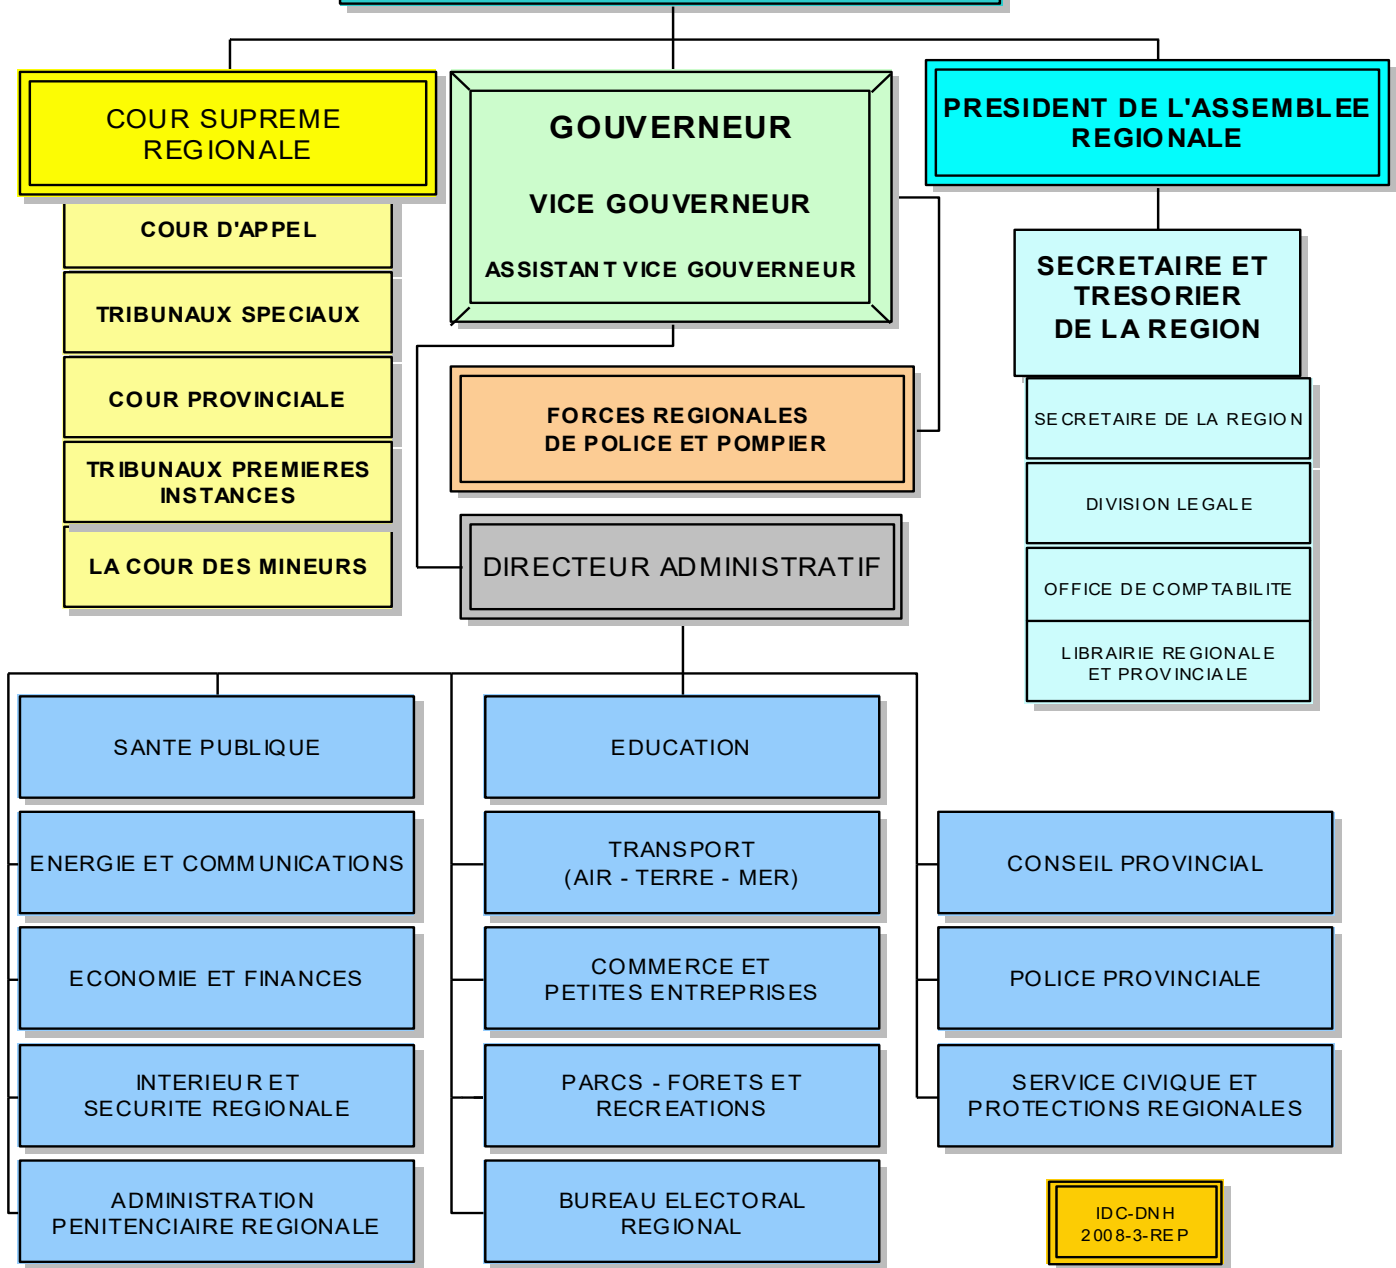 COUR SUPREME
REGIONALE
COUR D'APPEL
TRIBUNAUX SPECIAUX
COUR PROVINCIALE
TRIBUNAUX PREMIERES
INSTANCES
LA COUR DES MINEURS
GOUVERNEUR
VICE GOUVERNEUR
ASSISTANT VICE GOUVERNEUR
FORCES REGIONALES
DE POLICE ET POMPIER
DIRECTEUR ADMINISTRATIF
PRESIDENT DE L'ASSEMBLEE
REGIONALE
SECRETAIRE ET
TRESORIER
DE LA REGION
SECRETAIRE DE LA REGION
DIVISION LEGALE
OFFICE DE COMPTABILITE
LIBRAIRIE REGIONALE
ET PROVINCIALE
SANTE PUBLIQUE
ENERGIE ET COMMUNICATIONS
ECONOMIE ET FINANCES
INTERIEUR ET
SECURITE REGIONALE
ADMINISTRATION
PENITENCIAIRE REGIONALE
EDUCATION
TRANSPORT
(AIR - TERRE - MER)
COMMERCE ET
PETITES ENTREPRISES
PARCS - FORETS ET
RECREATIONS
BUREAU ELECTORAL
REGIONAL
CONSEIL PROVINCIAL
POLICE PROVINCIALE
SERVICE CIVIQUE ET
PROTECTIONS REGIONALES
IDC-DNH
2008-3-REP